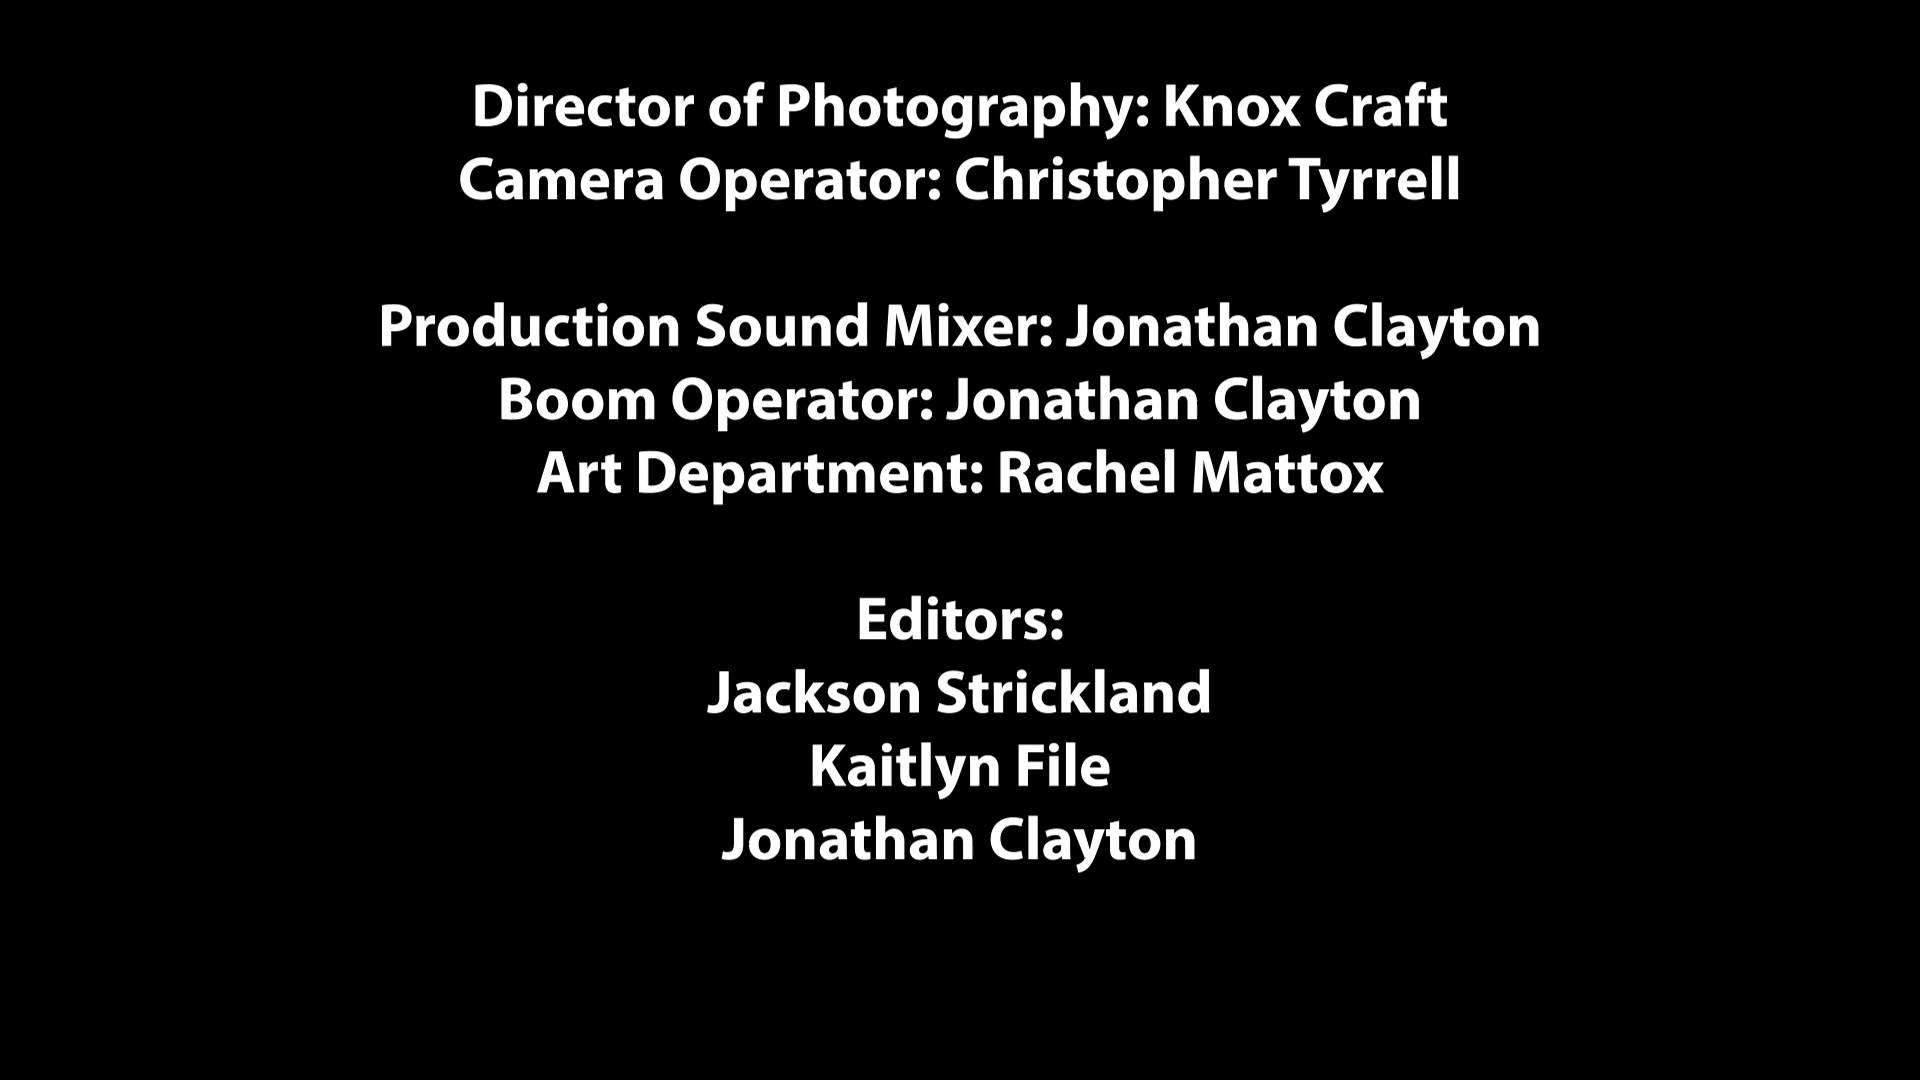 Director of Photography: Knox Craft
Camera Operator: Christopher Tyrrell
Production Sound Mixer: Jonathan Clayton
Boom Operator: Jonathan Clayton
Art Department: Rachel Mattox
Editors:
Jackson Strickland
Kaitlyn File
Jonathan Clayton